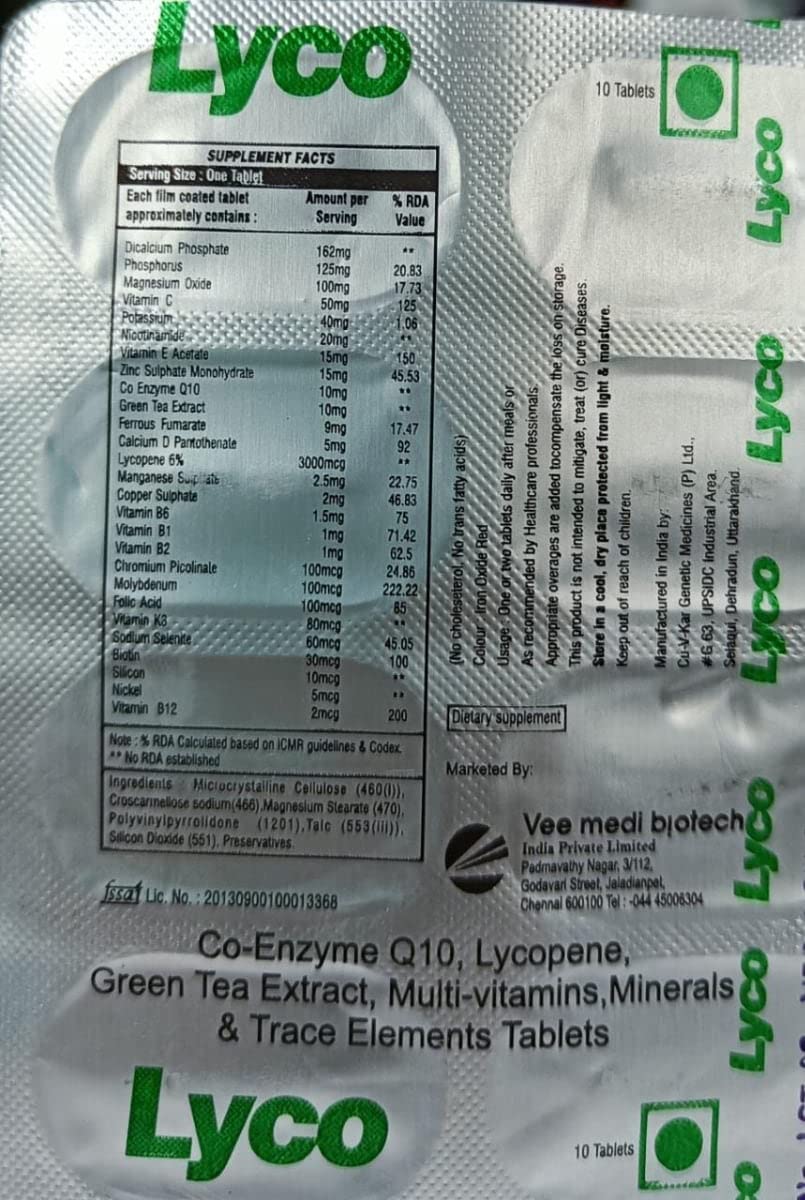 Lyco
SUPPLEMENT FACTS
Serving Size : One Tablet
Each film coated tablet approximately contains : Amount per Serving % RDA Value
Dicalcium Phosphate 162mg **
Phosphorus 125mg 20.83
Magnesium Oxide 100mg 17.73
Vitamin C 50mg 125
Potassium 40mg 1.06
Nicotinamide 20mg **
Vitamin E Acetate 15mg 150
Zinc Sulphate Monohydrate 15mg 45.53
Co Enzyme Q10 10mg **
Green Tea Extract 10mg **
Ferrous Fumarate 9mg 17.47
Calcium D Pantothenate 5mg 92
Lycopene 6% 3000mcg **
Manganese 2.5mg 22.75
Copper Sulphate 2mg 46.83
Vitamin B6 1.5mg 75
Vitamin B1 1mg 71.42
Vitamin B2 1mg 62.5
Chromium Picolinate 100mcg 24.86
Molybdenum 100mcg 222.22
Folic Acid 100mcg 85
Vitamin K3 80mcg **
Sodium Selenite 60mcg 45.05
Biotin 30mcg 100
Silicon 10mcg **
Nickel 5mcg **
Vitamin B12 2mcg 200
Note : % RDA Calculated based on ICMR guidelines & Codex.
** No RDA established
Ingredients : Microcrystalline Cellulose (460(I)),
Croscarmellose sodium(466),Magnesium Stearate (470),
Polyvinylpyrrolidone (1201),Talc (553(iii)),
Silicon Dioxide (551), Preservatives.
fssai Lic. No. : 20130900100013368
(No choleseterol, No trans fatty acids)
Colour : Iron Oxide Red
Usage : One or two tablets daily after meals or
As recommended by Healthcare professionals.
Appropriate overages are added tocompensate the loss on storage.
This product is not intended to mitigate, treat (or) cure Diseases.
Store in a cool, dry place protected from light & moisture.
Keep out of reach of children.
Manufactured in India by:
Cu-V-Kar Genetic Medicines (P) Ltd.,
#G 63, UPSIDC Industrial Area,
Selaqui, Dehradun, Uttarakhand.
Dietary supplement
Marketed By:
Vee medi biotech
India Private Limited
Padmavathy Nagar, 3/112,
Godavari Street, Jaladianpet,
Chennai 600100 Tel : -044 45006304
Co-Enzyme Q10, Lycopene,
Green Tea Extract, Multi-vitamins,Minerals
& Trace Elements Tablets
Lyco
10 Tablets
10 Tablets
Lyco
Lyco
Lyco
Lyco
Lyco